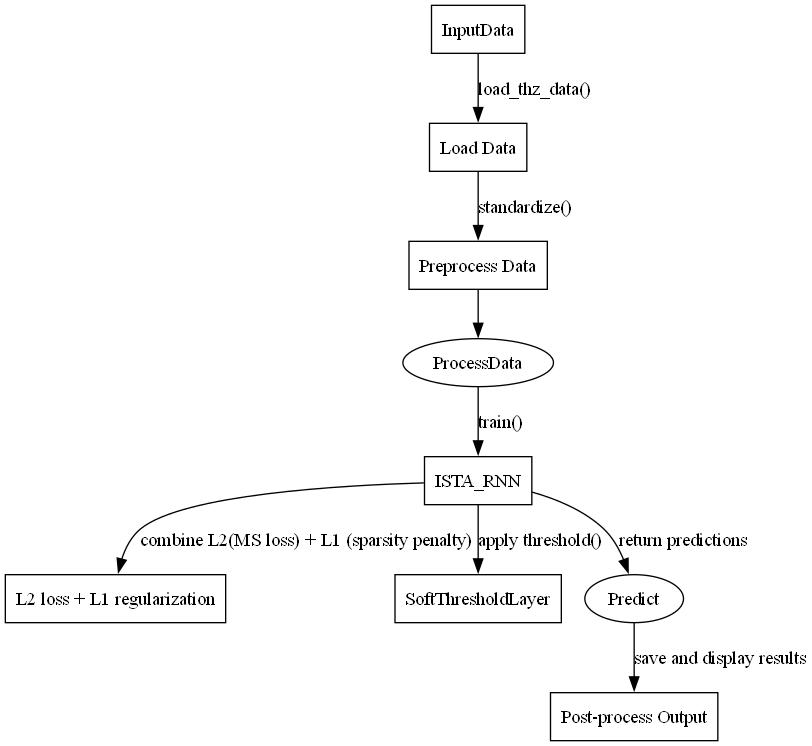 InputData
load_thz_data()
Load Data
standardize()
Preprocess Data
ProcessData
train()
ISTA_RNN
combine L2(MS loss) + L1 (sparsity penalty)
apply threshold()
return predictions
L2 loss + L1 regularization
SoftThresholdLayer
Predict
save and display results
Post-process Output